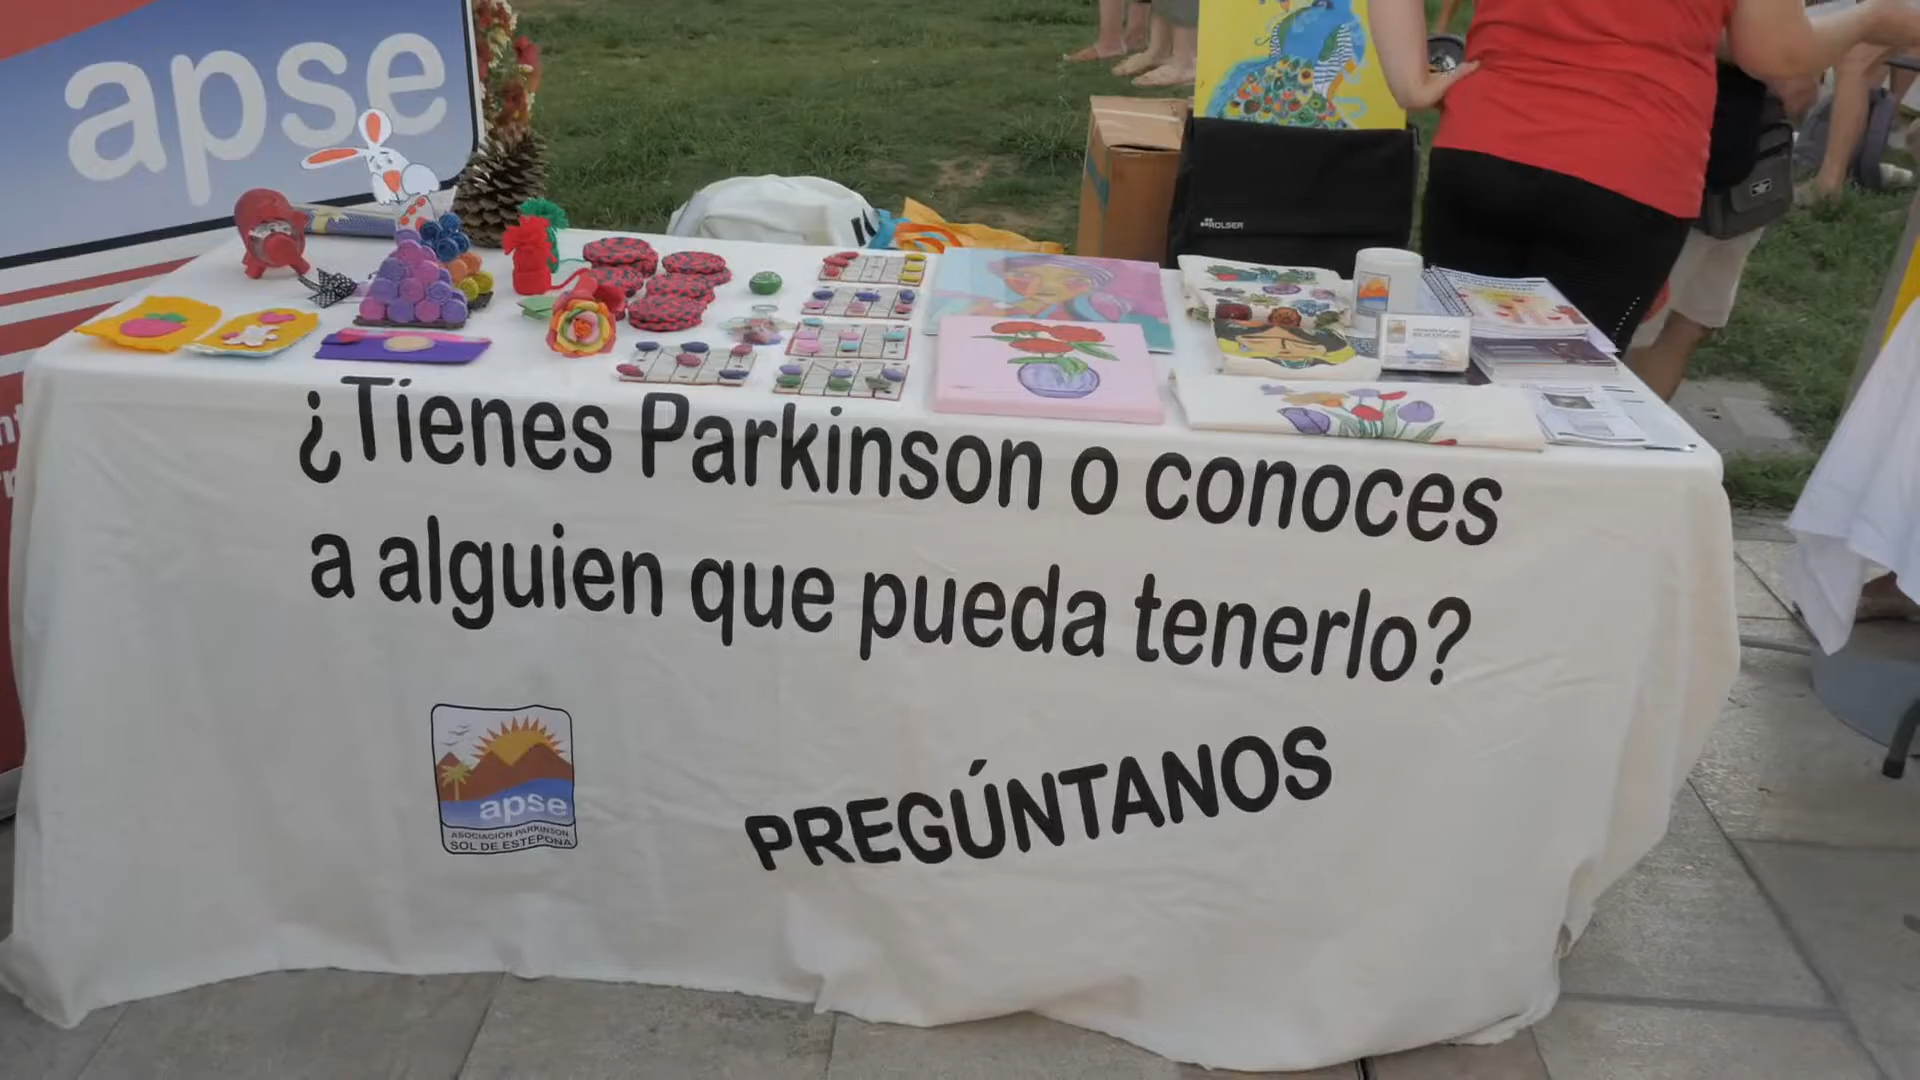 apse
ROLSER
¿Tienes Parkinson o conoces
a alguien que pueda tenerlo?
PREGÚNTANOS
apse
ASOCIACIÓN PARKINSON
SOL DE ESTEPONA